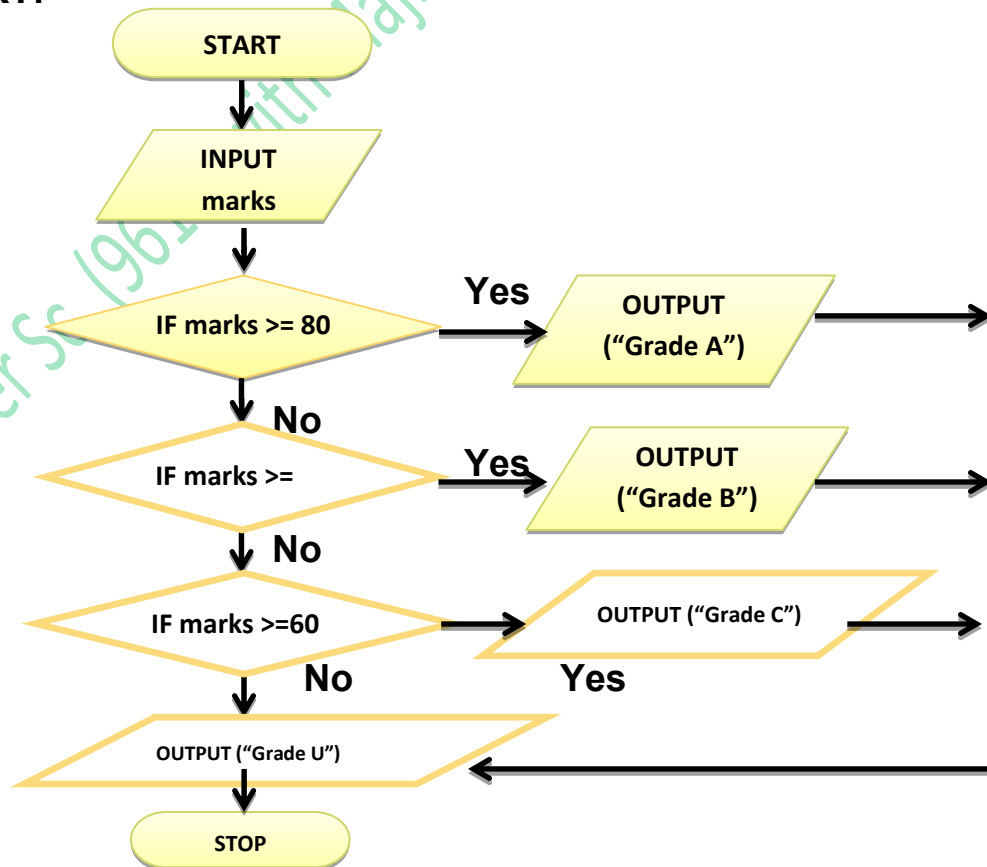 START
INPUT
marks
IF marks >= 80
Yes
OUTPUT
(“Grade A”)
No
IF marks >=
Yes
OUTPUT
(“Grade B”)
No
IF marks >=60
OUTPUT (“Grade C”)
No
Yes
OUTPUT (“Grade U”)
STOP